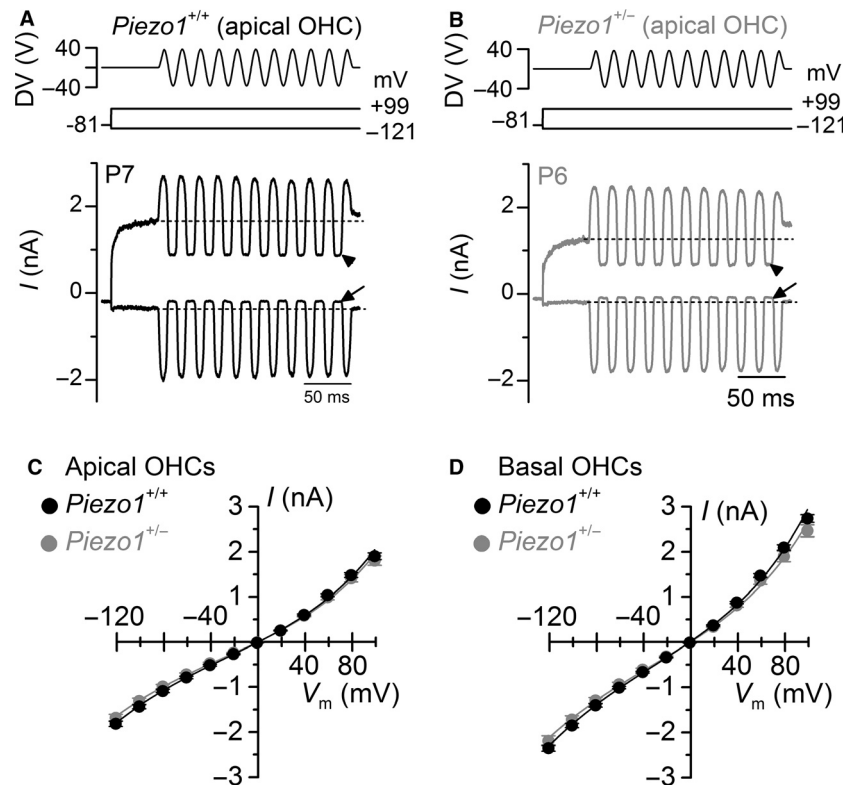 A Piezo1+/+ (apical OHC)
DV (V)
40
0
−40
mV
+99
−81
−121
P7
I (nA)
2
0
−2
50 ms
B Piezo1+/− (apical OHC)
DV (V)
40
0
−40
mV
+99
−81
−121
P6
I (nA)
2
0
−2
50 ms
C Apical OHCs
Piezo1+/+
Piezo1+/−
I (nA)
3
2
1
−120 −40
40 80
Vm (mV)
−1
−2
−3
D Basal OHCs
Piezo1+/+
Piezo1+/−
I (nA)
3
2
1
−120 −40
40 80
Vm (mV)
−1
−2
−3